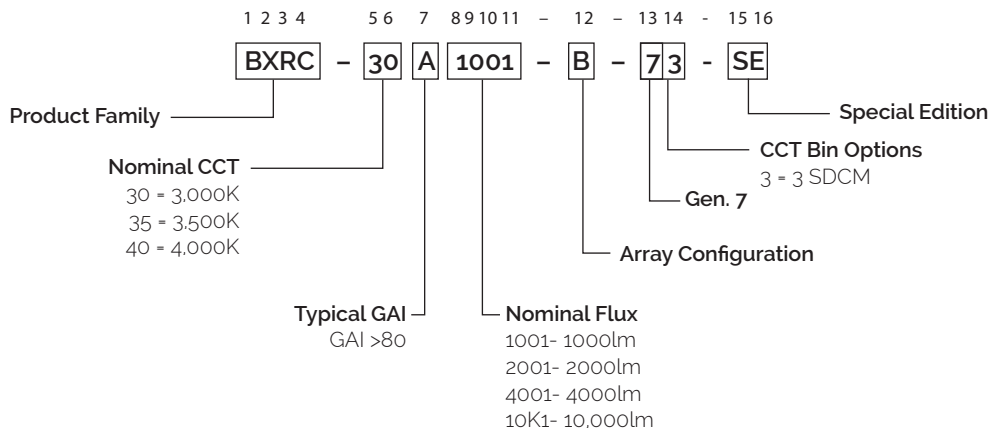 1 2 3 4 5 6 7 8 9 10 11 – 12 – 13 14 - 15 16
BXRC – 30 A 1001 – B – 7 3 - SE
Product Family
Special Edition
Nominal CCT
30 = 3,000K
35 = 3,500K
40 = 4,000K
CCT Bin Options
3 = 3 SDCM
Gen. 7
Array Configuration
Typical GAI
GAI >80
Nominal Flux
1001- 1000lm
2001- 2000lm
4001- 4000lm
10K1- 10,000lm